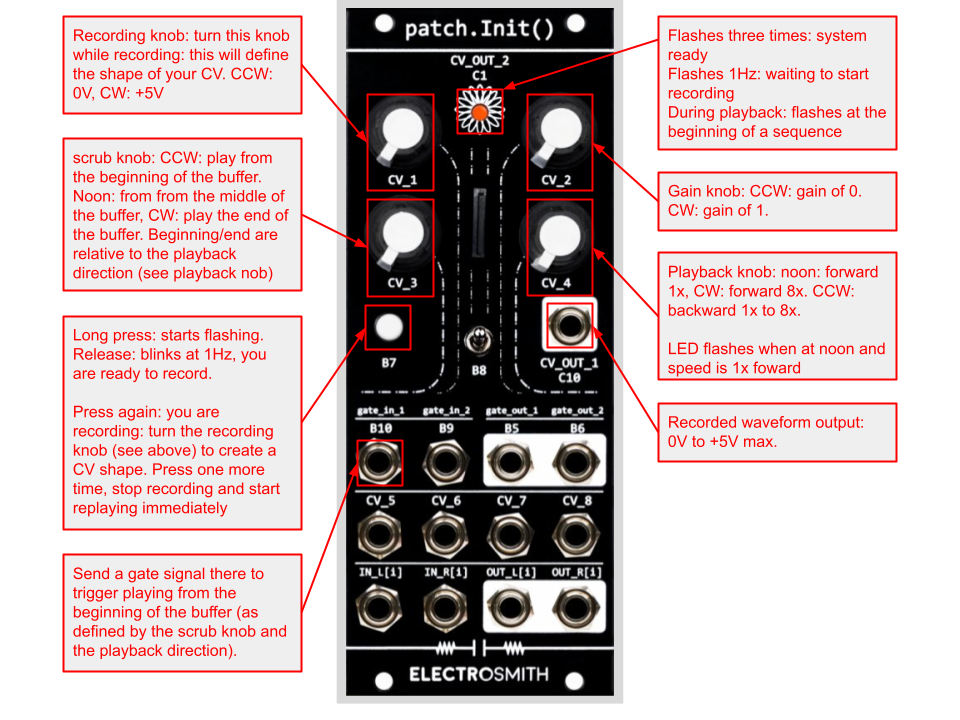 Recording knob: turn this knob
while recording: this will define
the shape of your CV. CCW:
0V, CW: +5V
scrub knob: CCW: play from
the beginning of the buffer.
Noon: from from the middle of
the buffer, CW: play the end of
the buffer. Beginning/end are
relative to the playback
direction (see playback nob)
Long press: starts flashing.
Release: blinks at 1Hz, you
are ready to record.
Press again: you are
recording: turn the recording
knob (see above) to create a
CV shape. Press one more
time, stop recording and start
replaying immediately
Send a gate signal there to
trigger playing from the
beginning of the buffer (as
defined by the scrub knob and
the playback direction).
patch.Init()
CV_OUT_2
C1
CV_1
CV_2
CV_3
CV_4
B7
B8
CV_OUT_1
C10
gate_in_1 gate_in_2 gate_out_1 gate_out_2
B10 B9 B5 B6
CV_5 CV_6 CV_7 CV_8
IN_L[i] IN_R[i] OUT_L[i] OUT_R[i]
ELECTROSMITH
Flashes three times: system
ready
Flashes 1Hz: waiting to start
recording
During playback: flashes at the
beginning of a sequence
Gain knob: CCW: gain of 0.
CW: gain of 1.
Playback knob: noon: forward
1x, CW: forward 8x. CCW:
backward 1x to 8x.
LED flashes when at noon and
speed is 1x foward
Recorded waveform output:
0V to +5V max.